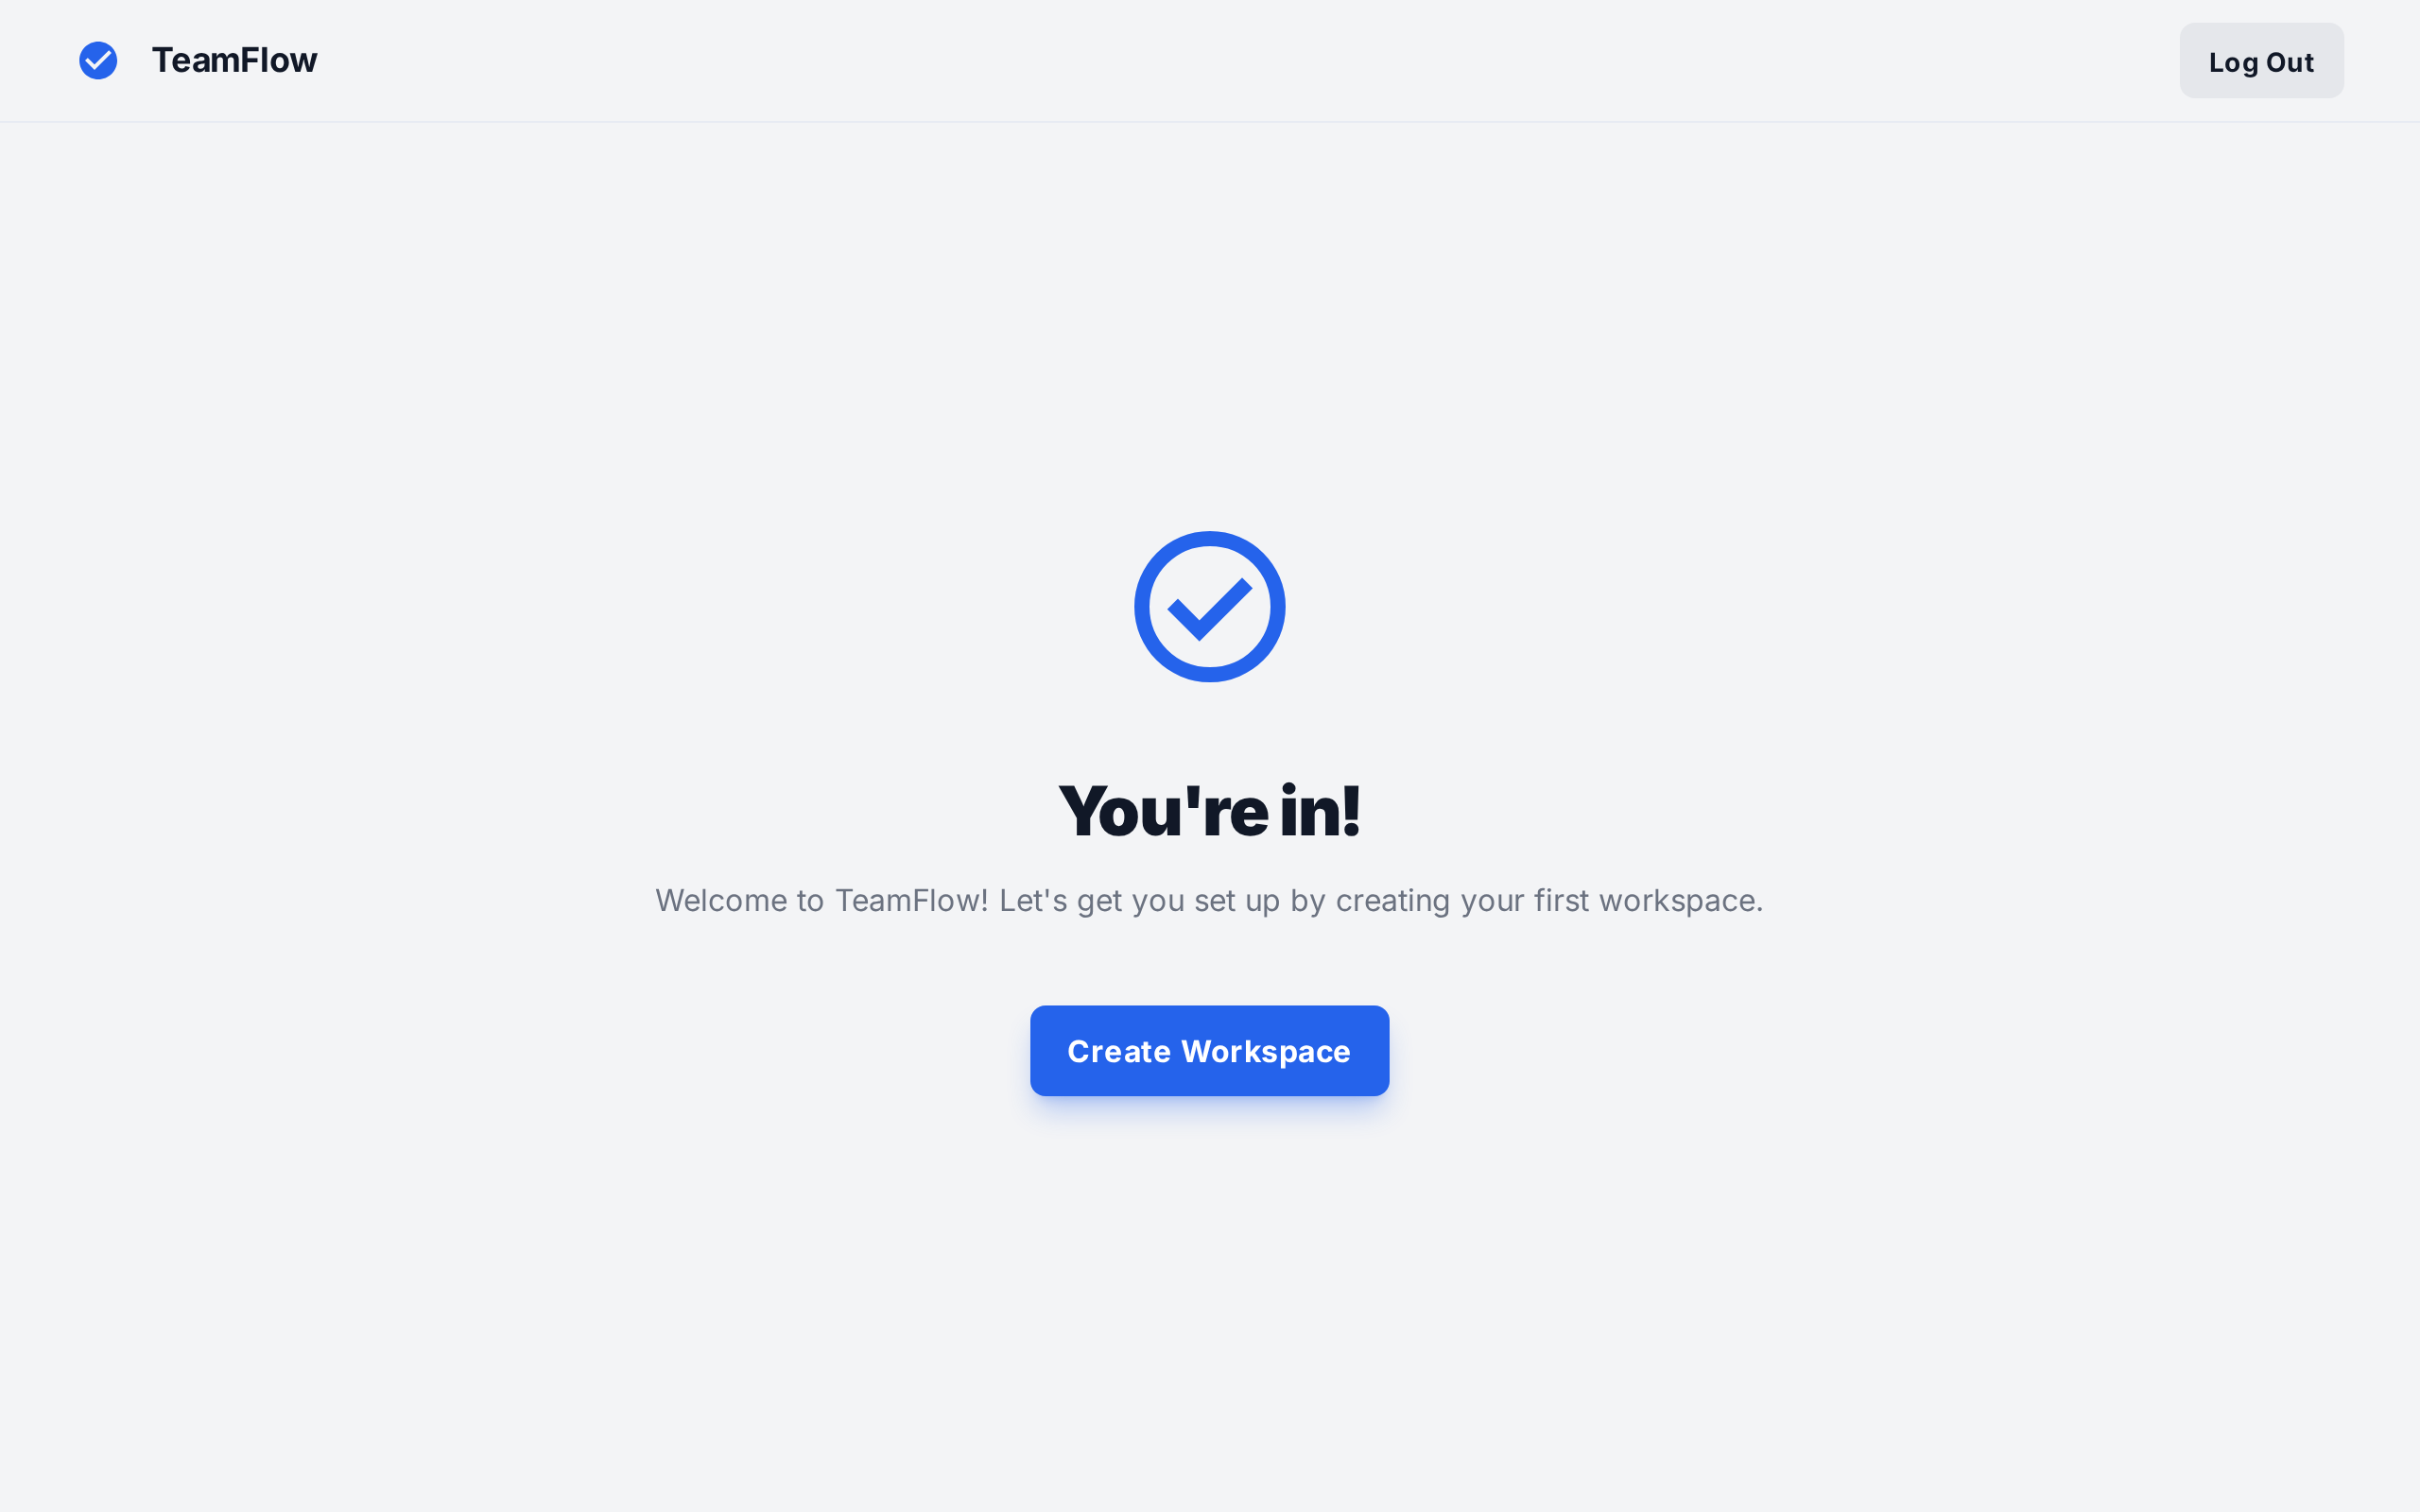 TeamFlow
Log Out
You're in!
Welcome to TeamFlow! Let's get you set up by creating your first workspace.
Create Workspace